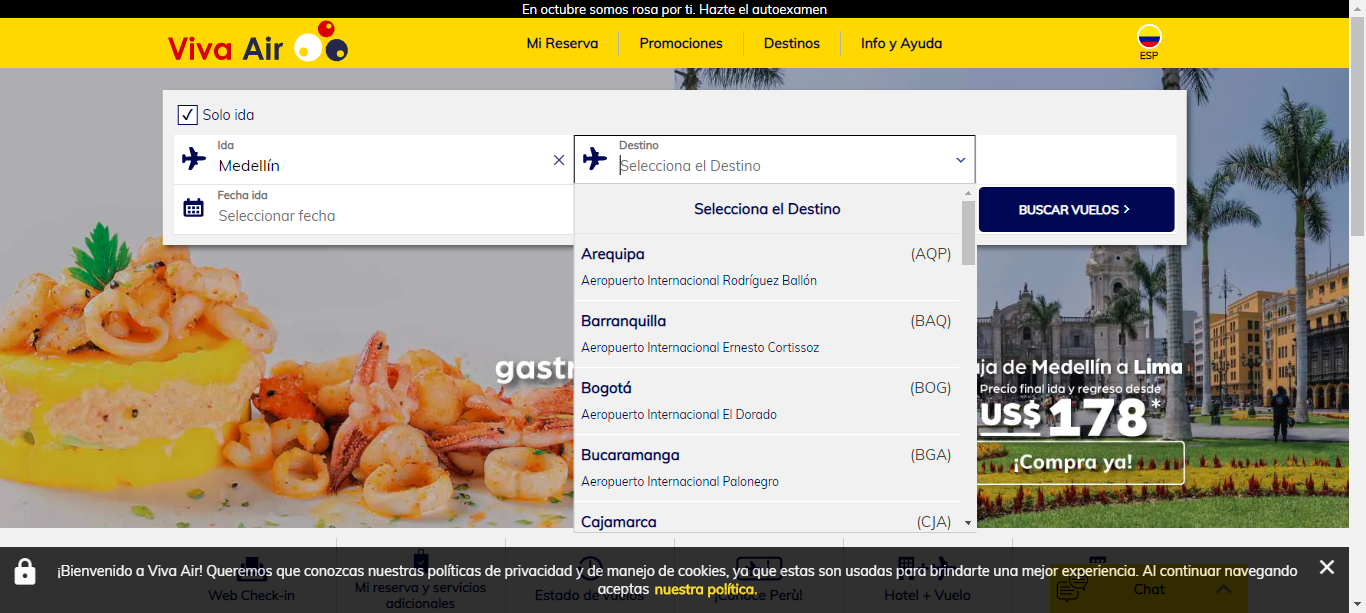 En octubre somos rosa por ti. Hazte el autoexamen
Viva Air
Mi Reserva
Promociones
Destinos
Info y Ayuda
ESP
Solo ida
Ida
Medellín
Destino
Selecciona el Destino
Fecha ida
Seleccionar fecha
BUSCAR VUELOS
Selecciona el Destino
Arequipa (AQP)
Aeropuerto Internacional Rodríguez Ballón
Barranquilla (BAQ)
Aeropuerto Internacional Ernesto Cortissoz
Bogotá (BOG)
Aeropuerto Internacional El Dorado
Bucaramanga (BGA)
Aeropuerto Internacional Palonegro
Cajamarca (CJA)
gastr
de Medellín a Lima
Precio final ida y regreso desde
US$ 178*
¡Compra ya!
¡Bienvenido a Viva Air! Queremos que conozcas nuestras políticas de privacidad y de manejo de cookies, ya que estas son usadas para brindarte una mejor experiencia. Al continuar navegando
aceptas nuestra política.
Web Check-in
Mi reserva y servicios
adicionales
Estado de vuelos
¡Conoce Perú!
Hotel + Vuelo
Chat